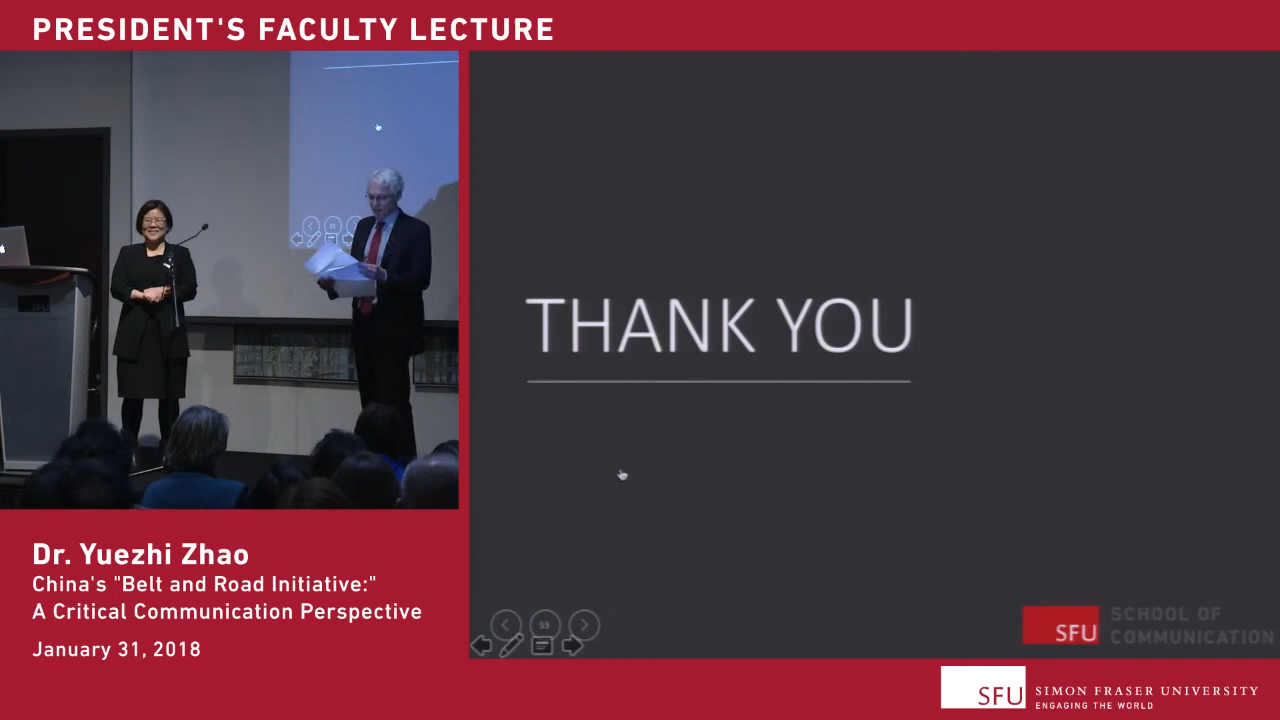 PRESIDENT'S FACULTY LECTURE
THANK YOU
53
SFU
SCHOOL OF
COMMUNICATION
Dr. Yuezhi Zhao
China's "Belt and Road Initiative:"
A Critical Communication Perspective
January 31, 2018
SFU
SIMON FRASER UNIVERSITY
ENGAGING THE WORLD